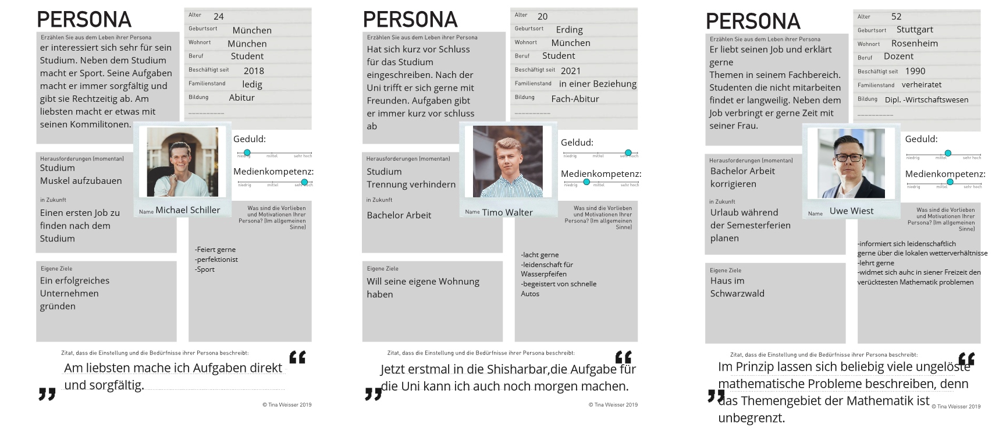 PERSONA
Erzählen Sie aus dem Leben ihrer Persona
er interessiert sich sehr für sein
Studium. Neben dem Studium
macht er Sport. Seine Aufgaben
macht er immer sorgfältig und
gibt sie Rechtzeitig ab. Am
liebsten macht er etwas mit
seinen Kommilitonen.
Alter 24
Geburtsort München
Wohnort München
Beruf Student
Beschäftigt seit 2018
Familienstand ledig
Bildung Abitur
___________
Geduld:
niedrig mittel sehr hoch
Medienkompetenz:
niedrig mittel sehr hoch
Herausforderungen (momentan)
Studium
Muskel aufzubauen
in Zukunft
Einen ersten Job zu
finden nach dem
Studium
Name Michael Schiller
Was sind die Vorlieben
und Motivationen Ihrer
Persona? (Im allgemeinen
Sinne)
-Feiert gerne
-perfektionist
-Sport
Eigene Ziele
Ein erfolgreiches
Unternehmen
gründen
Zitat, dass die Einstellung und die Bedürfnisse ihrer Persona beschreibt:
Am liebsten mache ich Aufgaben direkt
und sorgfältig.
© Tina Weisser 2019
PERSONA
Erzählen Sie aus dem Leben ihrer Persona
Hat sich kurz vor Schluss
für das Studium
eingeschreiben. Nach der
Uni trifft er sich gerne mit
Freunden. Aufgaben gibt
er immer kurz vor schluss
ab
Alter 20
Geburtsort Erding
Wohnort München
Beruf Student
Beschäftigt seit 2021
Familienstand in einer Beziehung
Bildung Fach-Abitur
___________
Geldud:
niedrig mittel sehr hoch
Medienkompetenz:
niedrig mittel sehr hoch
Herausforderungen (momentan)
Studium
Trennung verhindern
in Zukunft
Bachelor Arbeit
Name Timo Walter
Was sind die Vorlieben
und Motivationen Ihrer
Persona? (Im allgemeinen
Sinne)
-lacht gerne
-leidenschaft für
Wasserpfeifen
-begeistert von schnelle
Autos
Eigene Ziele
Will seine eigene Wohnung
haben
Zitat, dass die Einstellung und die Bedürfnisse ihrer Persona beschreibt:
Jetzt erstmal in die Shisharbar,die Aufgabe für
die Uni kann ich auch noch morgen machen.
© Tina Weisser 2019
PERSONA
Erzählen Sie aus dem Leben ihrer Persona
Er liebt seinen Job und erklärt
gerne
Themen in seinem Fachbereich.
Studenten die nicht mitarbeiten
findet er langweilig. Neben dem
Job verbringt er gerne Zeit mit
seiner Frau.
Alter 52
Geburtsort Stuttgart
Wohnort Rosenheim
Beruf Dozent
Beschäftigt seit 1990
Familienstand verheiratet
Bildung Dipl. -Wirtschaftswesen
___________
Geduld:
niedrig mittel sehr hoch
Medienkompetenz:
niedrig mittel sehr hoch
Herausforderungen (momentan)
Bachelor Arbeit
korrigieren
in Zukunft
Urlaub während
der Semesterferien
planen
Name Uwe Wiest
Was sind die Vorlieben
und Motivationen Ihrer
Persona? (Im allgemeinen
Sinne)
-informiert sich leidenschaftlich
gerne über die lokalen wetterverhältnisse
-lehrt gerne
-widmet sich auhc in siener Freizeit den
verücktesten Mathematik problemen
Eigene Ziele
Haus im
Schwarzwald
Zitat, dass die Einstellung und die Bedürfnisse ihrer Persona beschreibt:
Im Prinzip lassen sich beliebig viele ungelöste
mathematische Probleme beschreiben, denn
das Themengebiet der Mathematik ist
unbegrenzt.
© Tina Weisser 2019